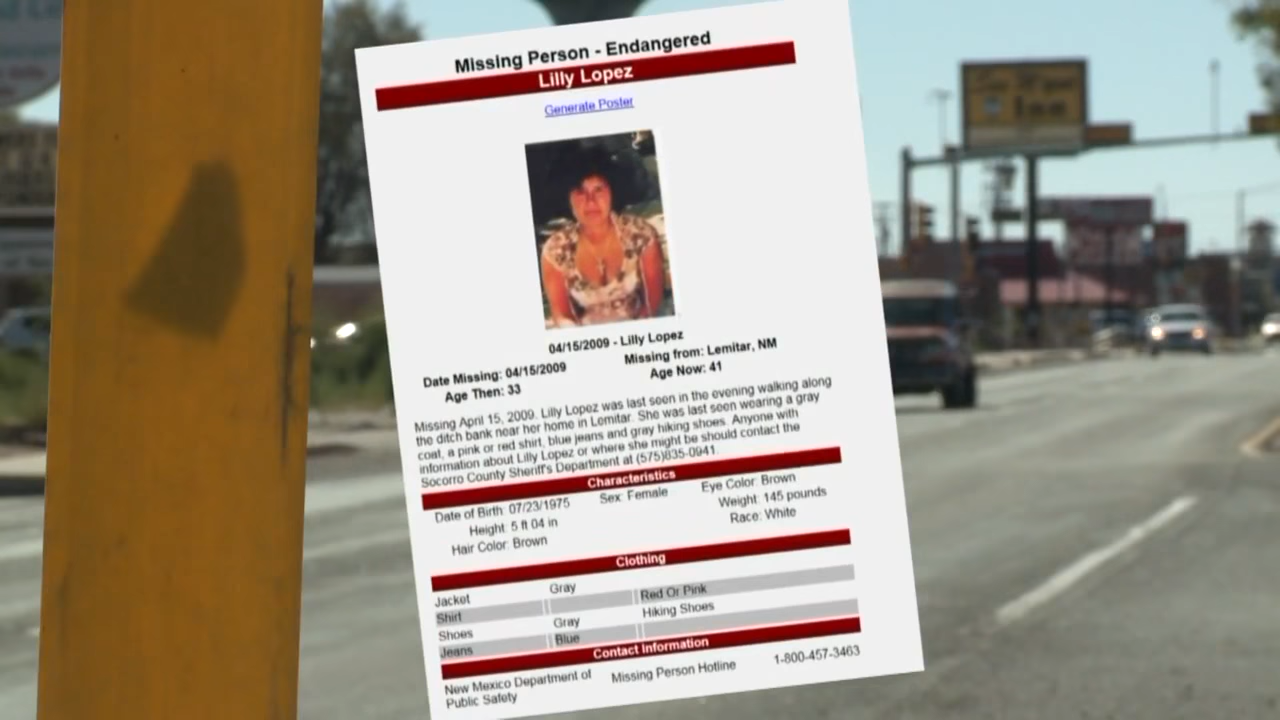 Missing Person - Endangered
Lilly Lopez
Generate Poster
04/15/2009 - Lilly Lopez
Date Missing: 04/15/2009 Missing from: Lemitar, NM
Age Then: 33 Age Now: 41
Missing April 15, 2009. Lilly Lopez was last seen in the evening walking along
the ditch bank near her home in Lemitar. She was last seen wearing a gray
coat, a pink or red shirt, blue jeans and gray hiking shoes. Anyone with
information about Lilly Lopez or where she might be should contact the
Socorro County Sheriff's Department at (575)835-0941.
Characteristics
Date of Birth: 07/23/1975 Sex: Female Eye Color: Brown
Height: 5 ft 04 in Weight: 145 pounds
Hair Color: Brown Race: White
Clothing
Jacket Gray
Shirt Red Or Pink
Shoes Gray Hiking Shoes
Jeans Blue
Contact Information
New Mexico Department of Missing Person Hotline 1-800-457-3463
Public Safety
Inn